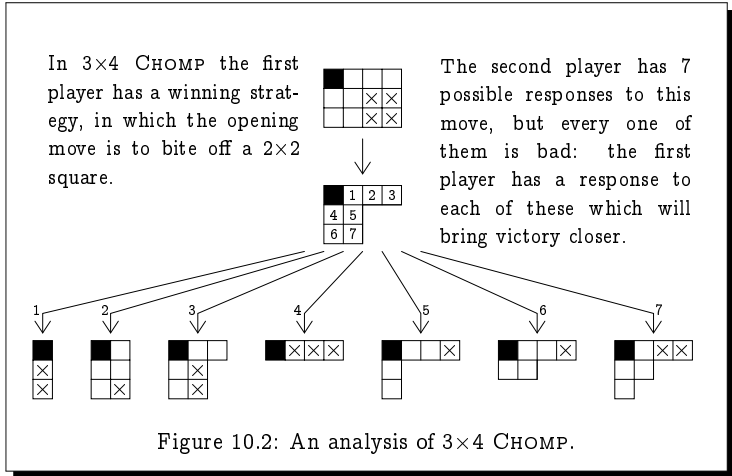 In 3×4 CHOMP the first
player has a winning strat-
egy, in which the opening
move is to bite off a 2×2
square.
The second player has 7
possible responses to this
move, but every one of
them is bad: the first
player has a response to
each of these which will
bring victory closer.
× ×
× ×
1 2 3
4 5
6 7
1 2 3 4 5 6 7
× × × × × × × ×
× × ×
Figure 10.2: An analysis of 3×4 CHOMP.